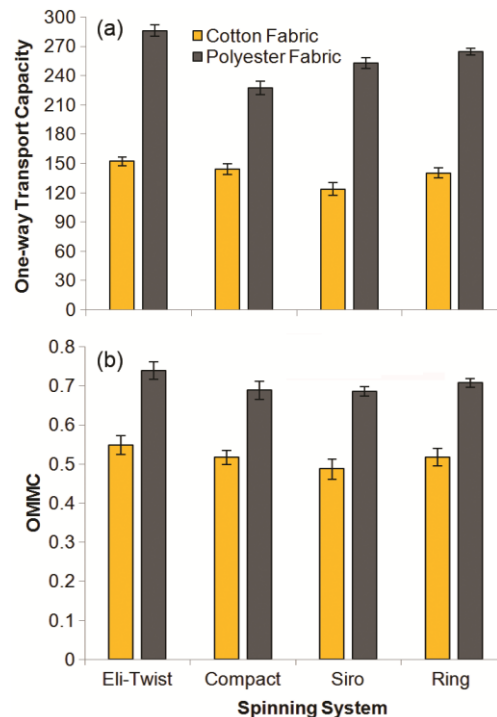 (a)
Cotton Fabric
Polyester Fabric
One-way Transport Capacity
300
270
240
210
180
150
120
90
60
30
0
(b)
OMMC
0.8
0.7
0.6
0.5
0.4
0.3
0.2
0.1
0
Eli-Twist Compact Siro Ring
Spinning System